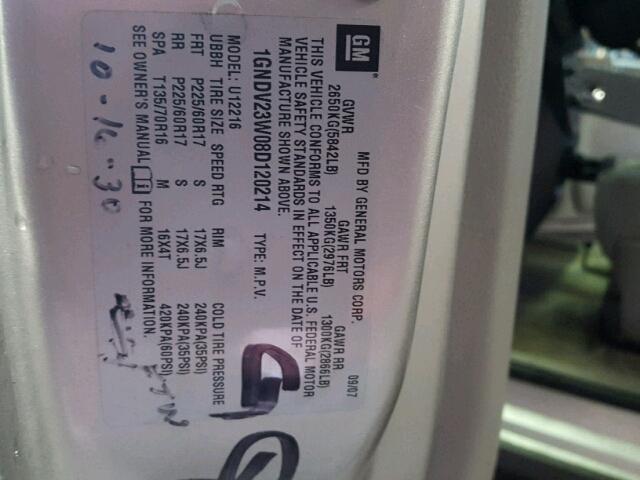 GM
MFD BY GENERAL MOTORS CORP. 09/07
GVWR GAWR FRT GAWR RR
2650KG(5842LB) 1350KG(2976LB) 1300KG(2866LB)
THIS VEHICLE CONFORMS TO ALL APPLICABLE U.S. FEDERAL MOTOR
VEHICLE SAFETY STANDARDS IN EFFECT ON THE DATE OF
MANUFACTURE SHOWN ABOVE.
1GNDV23W08D120214 TYPE: M.P.V.
MODEL: U12216
UBBH TIRE SIZE SPEED RTG RIM COLD TIRE PRESSURE
FRT P225/60R17 S 17X6.5J 240KPA(35PSI)
RR P225/60R17 S 17X6.5J 240KPA(35PSI)
SPA T135/70R16 M 16X4T 420KPA(60PSI)
SEE OWNER'S MANUAL FOR MORE INFORMATION.
10-16-30